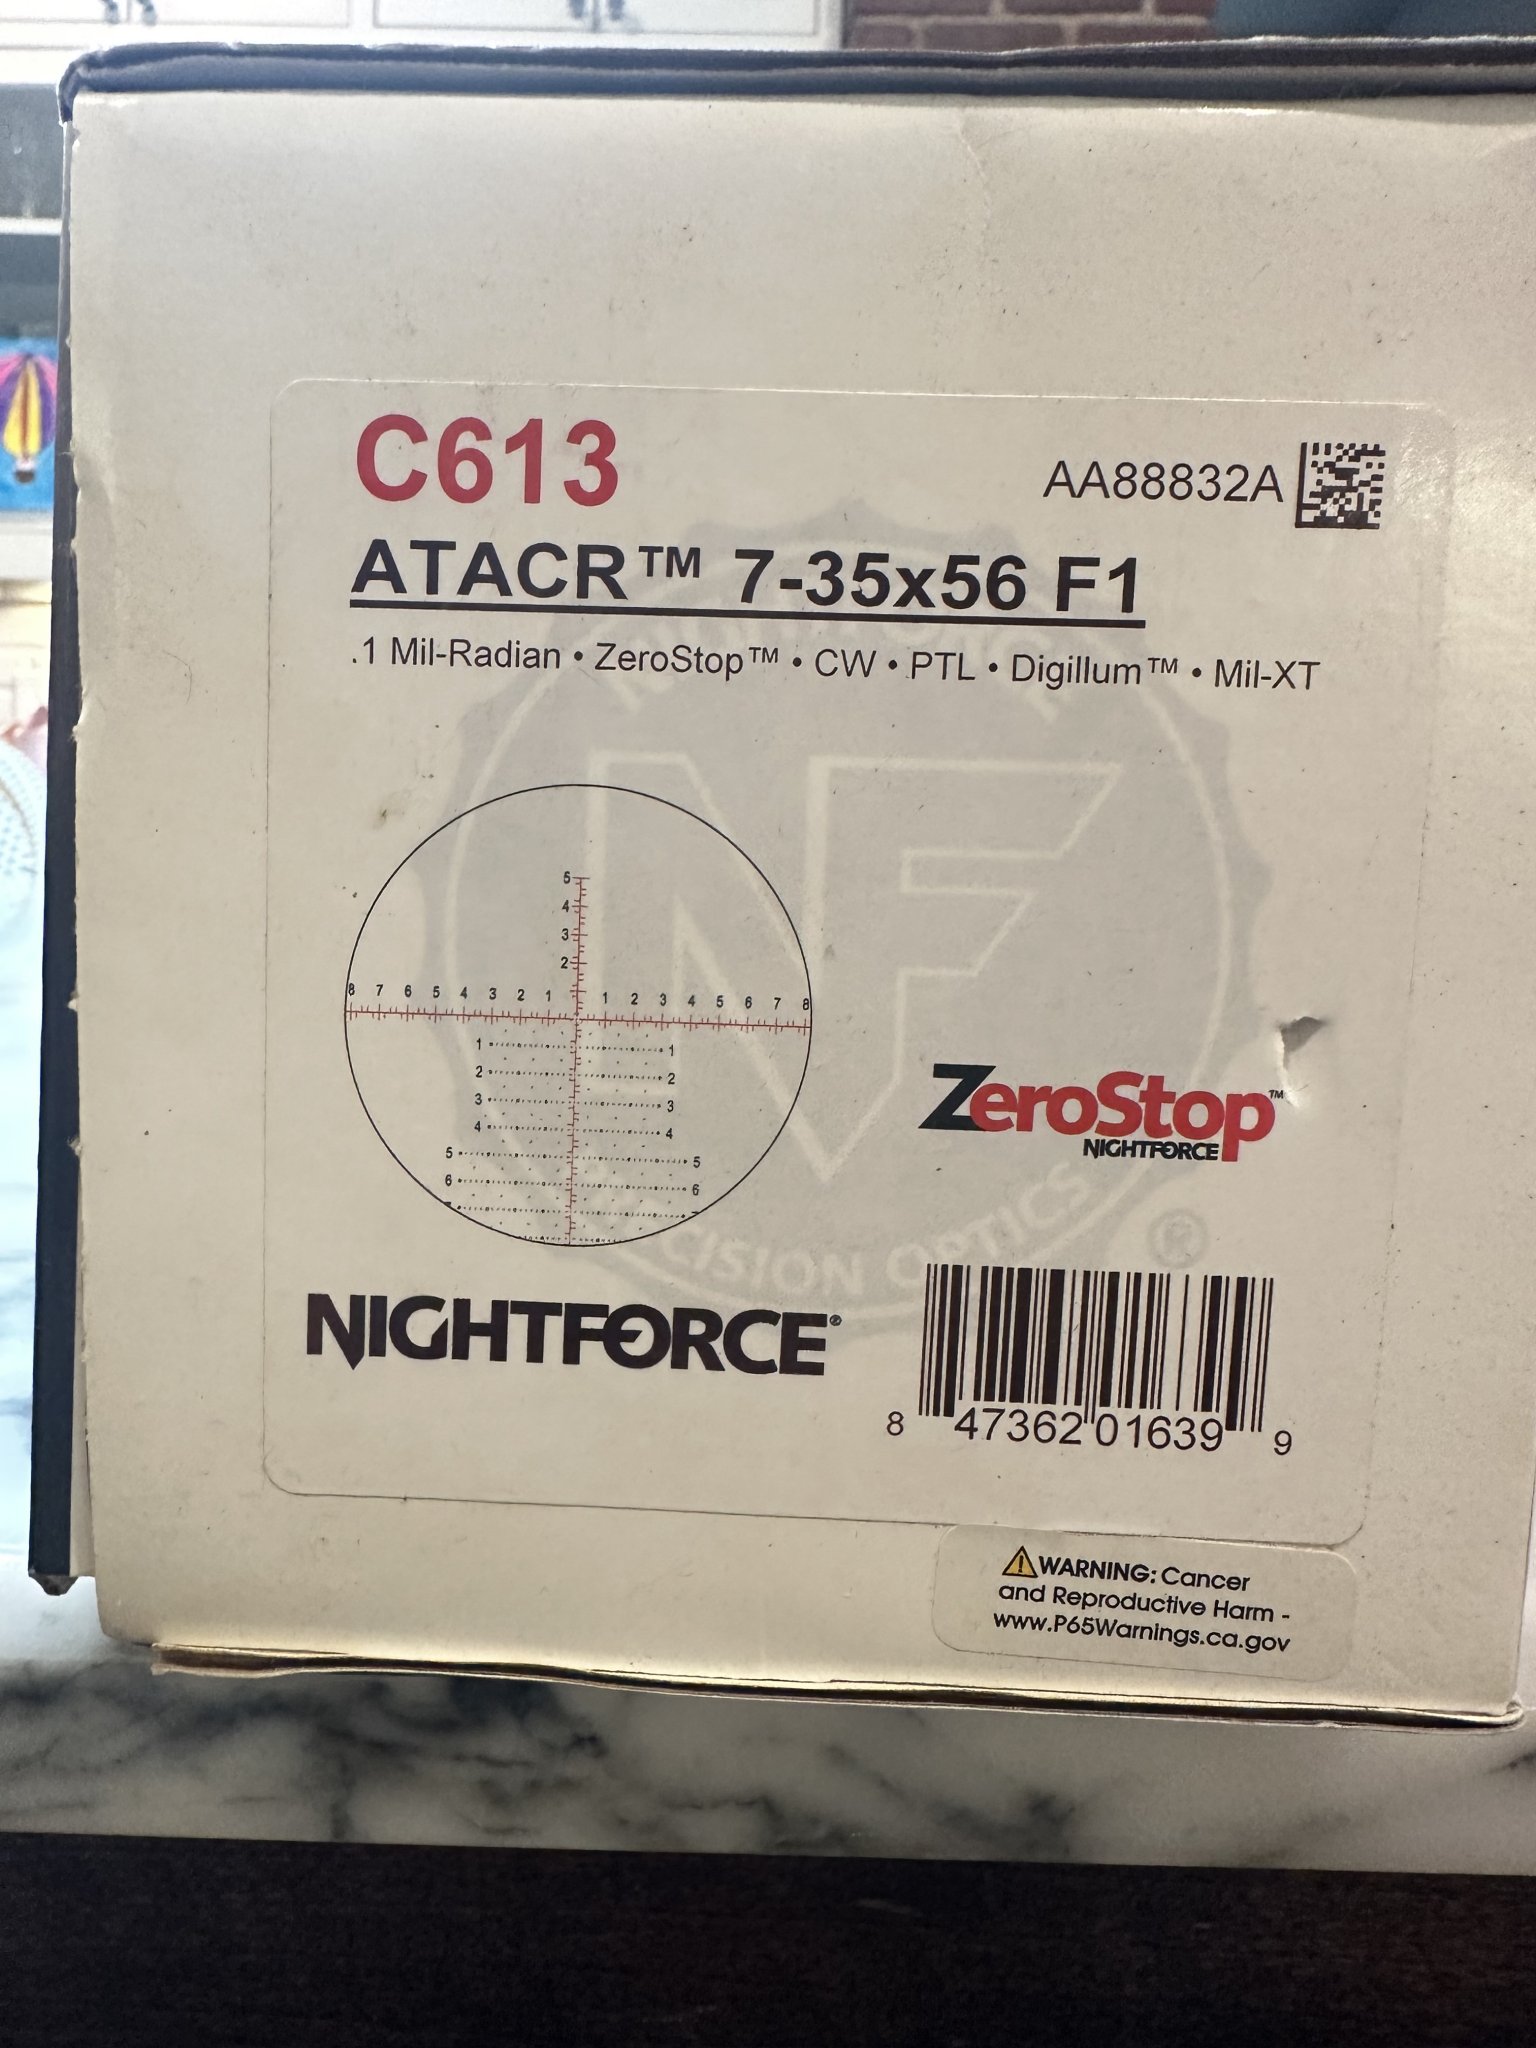 C613
AA88832A
ATACR™ 7-35x56 F1
.1 Mil-Radian • ZeroStop™ • CW • PTL • Digillum™ • Mil-XT
5
4
3
2
8 7 6 5 4 3 2 1 1 2 3 4 5 6 7 8
1 1
2 2
3 3
4 4
5 5
6 6
NF
CISION OPTICS ®
ZeroStop™
NIGHTFORCE
NIGHTFORCE®
8 47362 01639 9
WARNING: Cancer
and Reproductive Harm -
www.P65Warnings.ca.gov